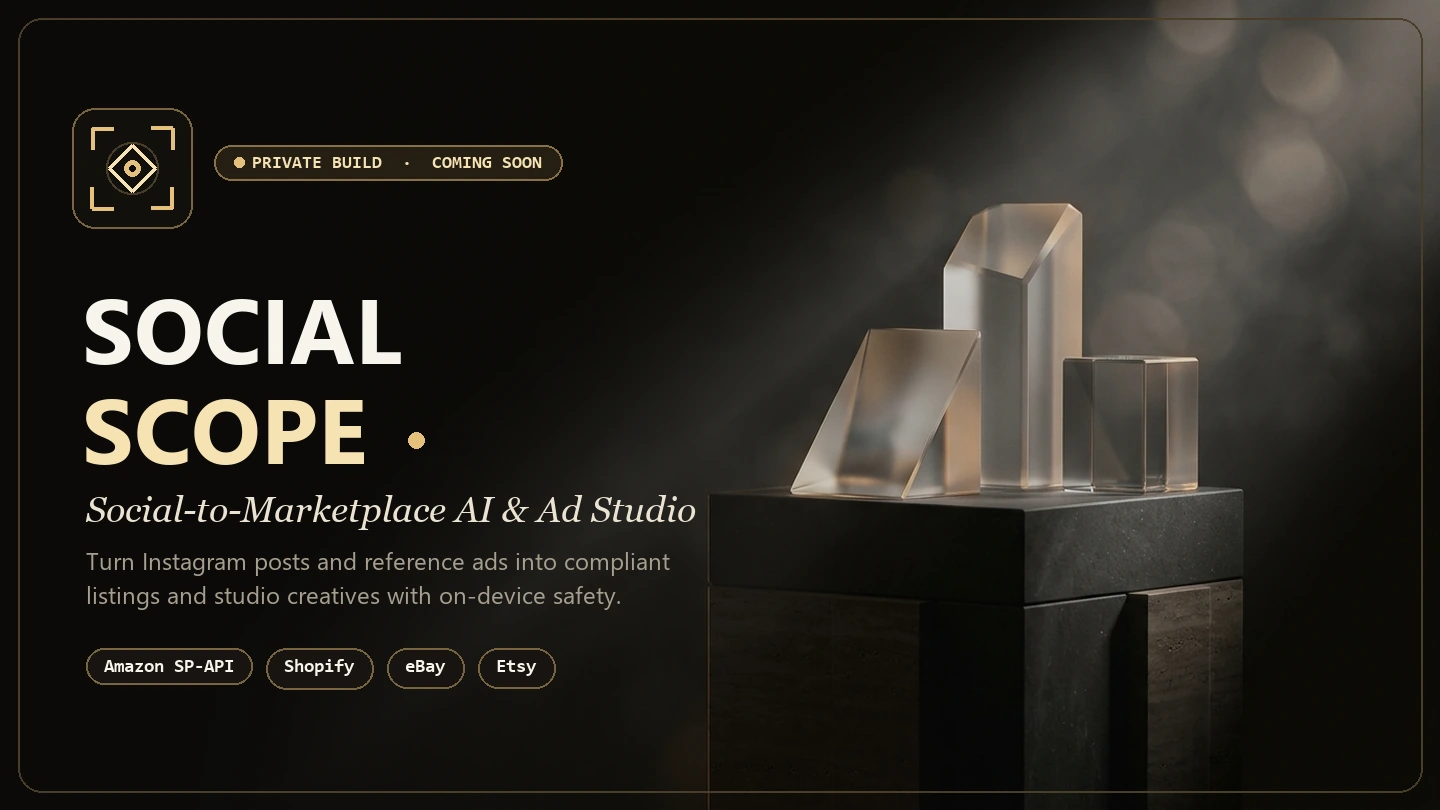 PRIVATE BUILD · COMING SOON
SOCIAL
SCOPE
Social-to-Marketplace AI & Ad Studio
Turn Instagram posts and reference ads into compliant
listings and studio creatives with on-device safety.
Amazon SP-API Shopify eBay Etsy